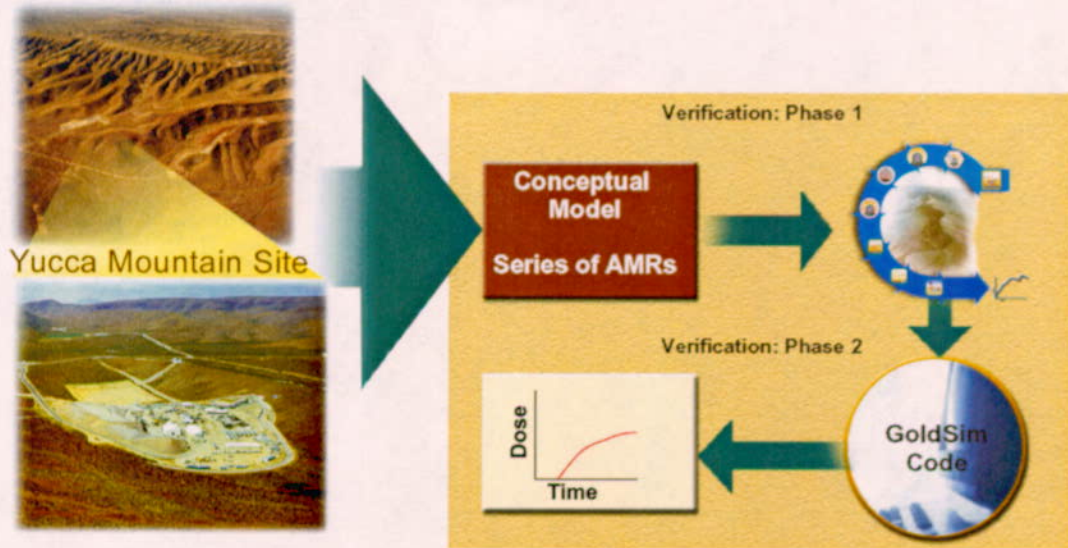 Yucca Mountain Site
Verification: Phase 1
Conceptual
Model
Series of AMRs
Verification: Phase 2
GoldSim
Code
Dose
Time